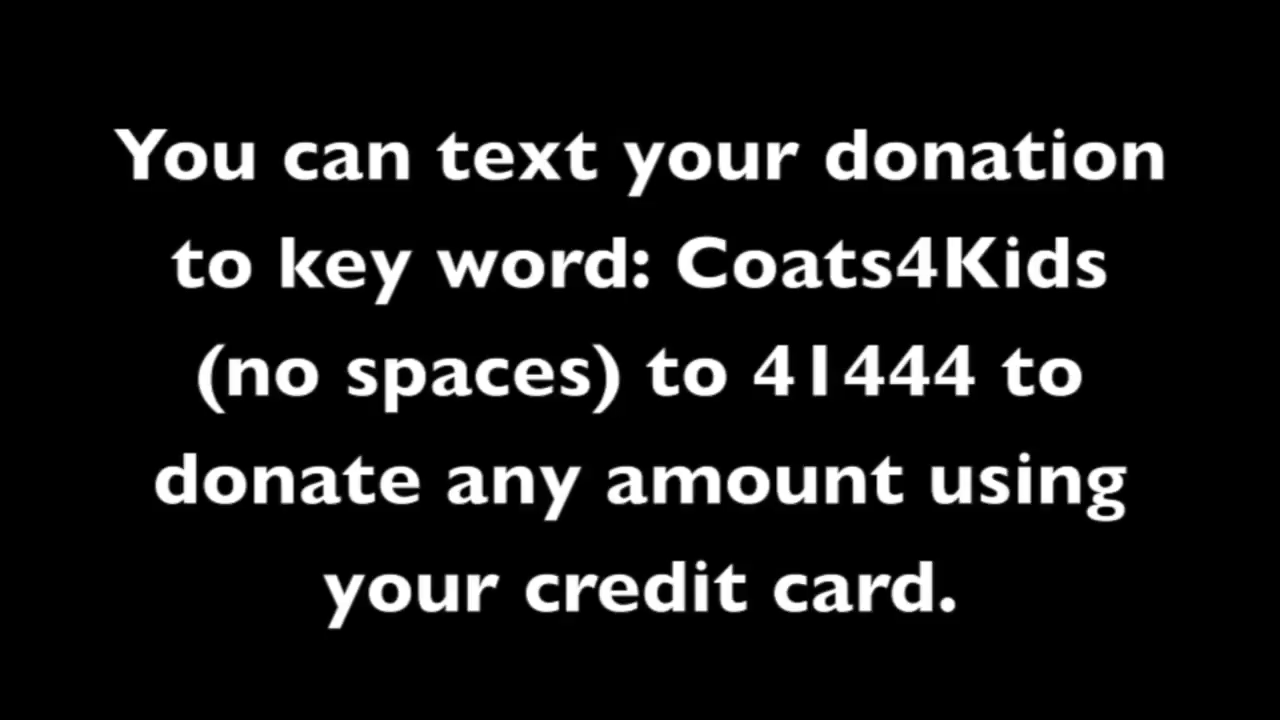 You can text your donation
to key word: Coats4Kids
(no spaces) to 41444 to
donate any amount using
your credit card.